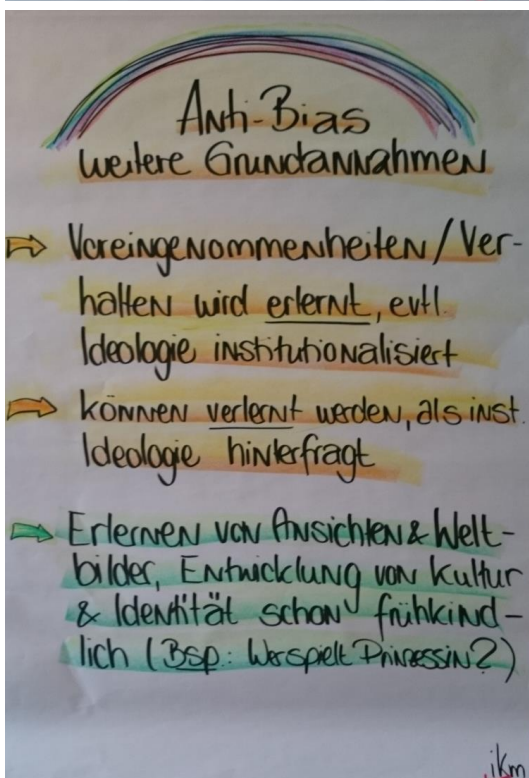 Anti-Bias
weitere Grundannahmen
Voreingenommenheiten/Ver-
halten wird erlernt, evtl.
Ideologie institutionalisiert
können verlernt werden, als inst.
Ideologie hinterfragt
Erlernen von Ansichten & Welt-
bilder, Entwicklung von Kultur
& Identität schon frühkind-
lich (Bsp.: Wer spielt Prinzessin?)
ikm